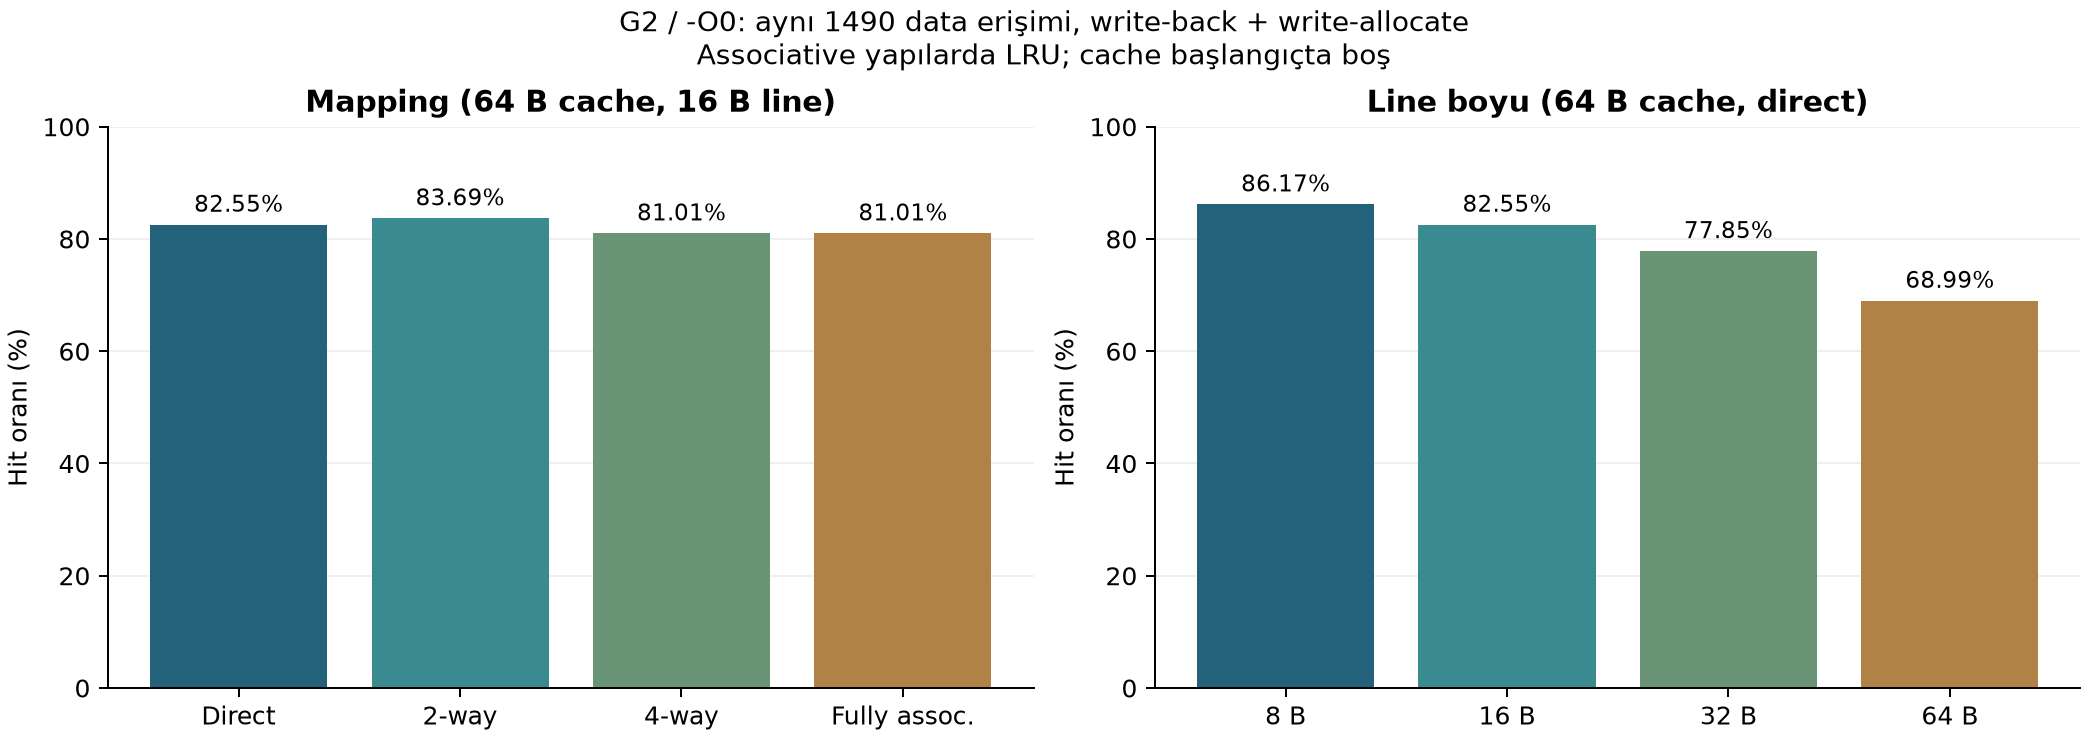 G2 / -O0: aynı 1490 data erişimi, write-back + write-allocate
Associative yapılarda LRU; cache başlangıçta boş
Mapping (64 B cache, 16 B line)
Hit oranı (%)
100
80
60
40
20
0
82.55%
83.69%
81.01%
81.01%
Direct
2-way
4-way
Fully assoc.
Line boyu (64 B cache, direct)
Hit oranı (%)
100
80
60
40
20
0
86.17%
82.55%
77.85%
68.99%
8 B
16 B
32 B
64 B